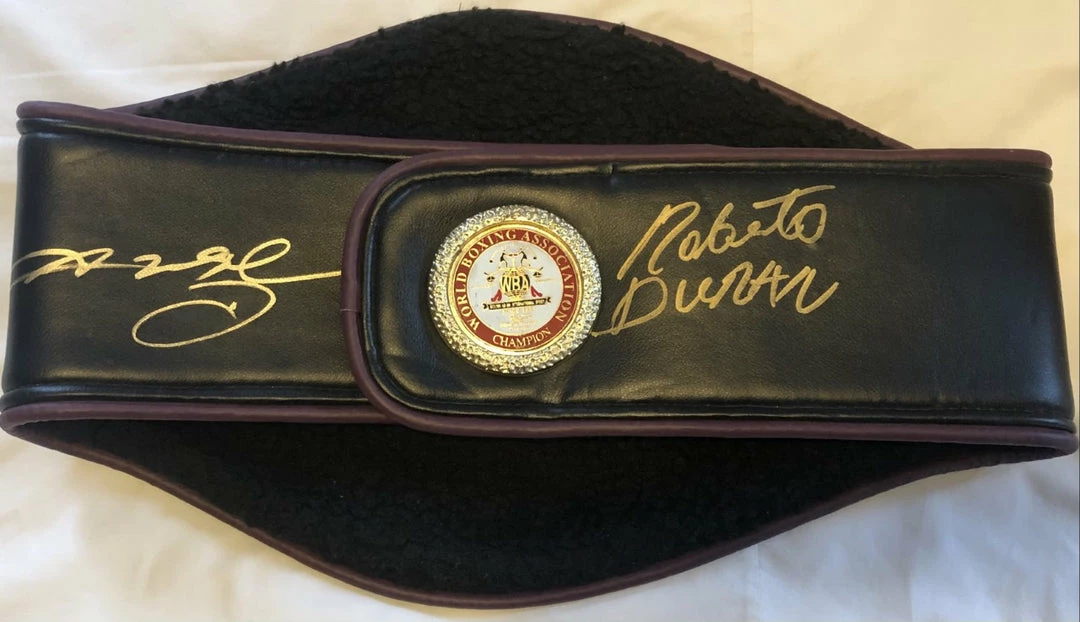 WORLD BOXING ASSOCIATION
WBA
CHAMPION
Roberto
DURAN